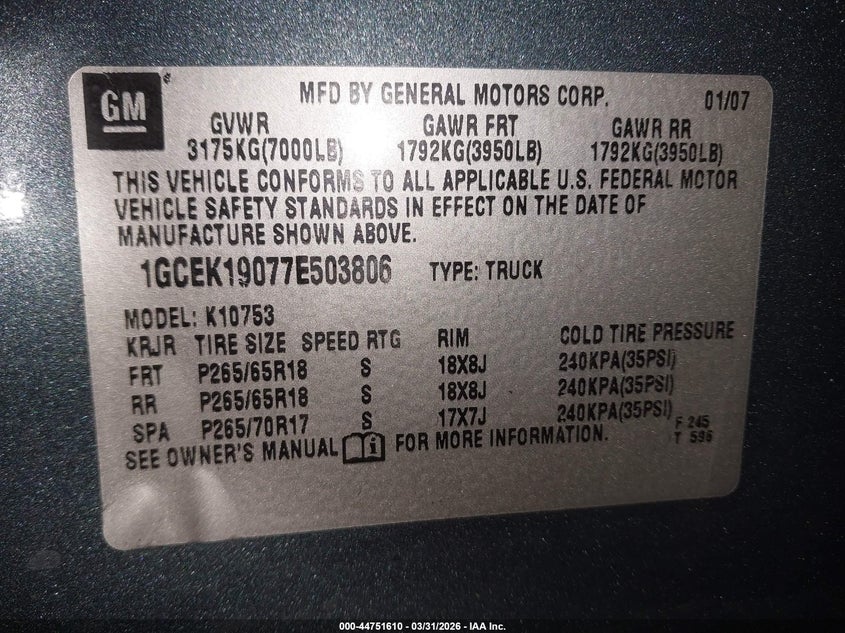 GM
MFD BY GENERAL MOTORS CORP. 01/07
GVWR GAWR FRT GAWR RR
3175KG(7000LB) 1792KG(3950LB) 1792KG(3950LB)
THIS VEHICLE CONFORMS TO ALL APPLICABLE U.S. FEDERAL MOTOR
VEHICLE SAFETY STANDARDS IN EFFECT ON THE DATE OF
MANUFACTURE SHOWN ABOVE.
1GCEK19077E503806 TYPE: TRUCK
MODEL: K10753
KRJR TIRE SIZE SPEED RTG RIM COLD TIRE PRESSURE
FRT P265/65R18 S 18X8J 240KPA(35PSI)
RR P265/65R18 S 18X8J 240KPA(35PSI)
SPA P265/70R17 S 17X7J 240KPA(35PSI)
SEE OWNER'S MANUAL i FOR MORE INFORMATION.
F 245
T 596
000-44751610 - 03/31/2026 - IAA Inc.